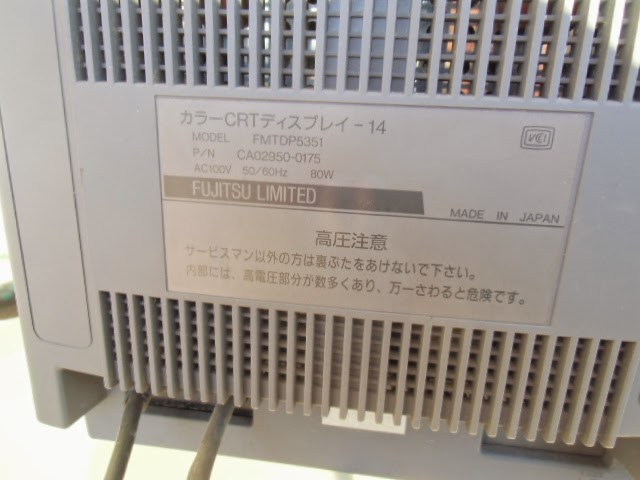 カラーCRTディスプレイ-14
MODEL FMTDP5351
P/N CA02950-0175
AC100V 50/60Hz 80W
VCI
FUJITSU LIMITED
MADE IN JAPAN
高圧注意
サービスマン以外の方は裏ぶたをあけないで下さい。
内部には、高電圧部分が数多くあり、万一さわると危険です。